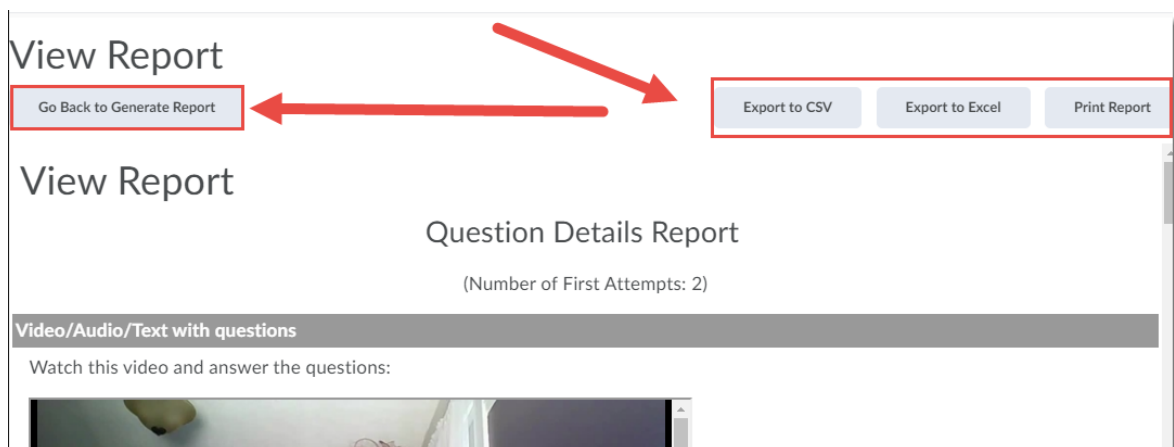 View Report
Go Back to Generate Report
Export to CSV
Export to Excel
Print Report
View Report
Question Details Report
(Number of First Attempts: 2)
Video/Audio/Text with questions
Watch this video and answer the questions: